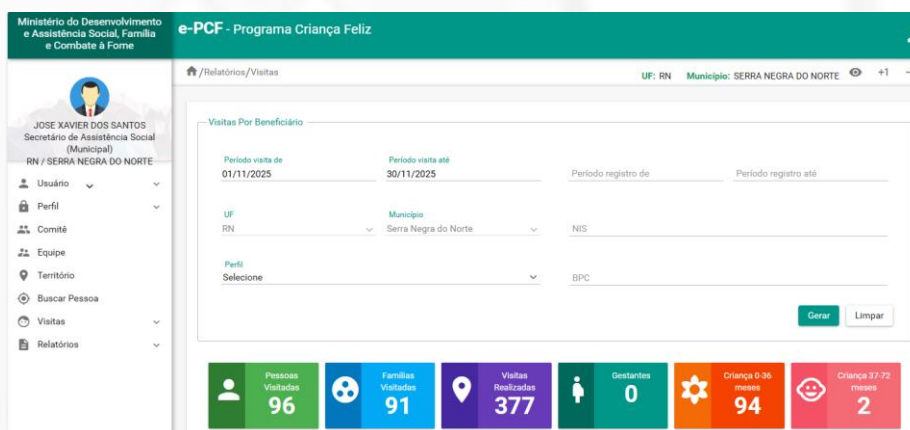 Ministério do Desenvolvimento
e Assistência Social, Família
e Combate à Fome
e-PCF - Programa Criança Feliz
/Relatórios/Visitas
UF: RN Município: SERRA NEGRA DO NORTE +1
JOSE XAVIER DOS SANTOS
Secretário de Assistência Social
(Municipal)
RN / SERRA NEGRA DO NORTE
Usuário
Perfil
Comitê
Equipe
Território
Buscar Pessoa
Visitas
Relatórios
Visitas Por Beneficiário
Período visita de Período visita até
01/11/2025 30/11/2025 Período registro de Período registro até
UF Município
RN Serra Negra do Norte NIS
Perfil
Selecione BPC
Gerar Limpar
Pessoas
Visitadas
96
Famílias
Visitadas
91
Visitas
Realizadas
377
Gestantes
0
Criança 0-36
meses
94
Criança 37-72
meses
2